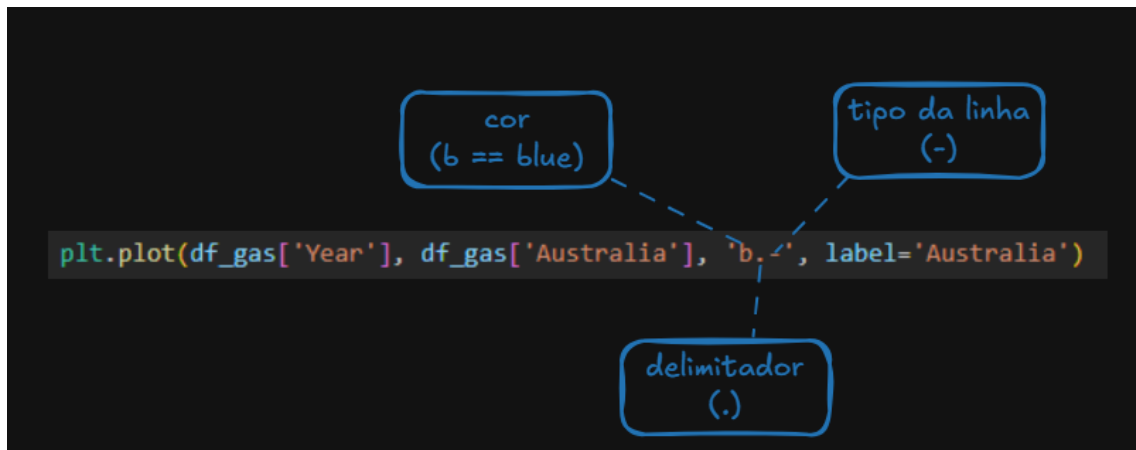 cor
(b == blue)
tipo da linha
(-)
plt.plot(df_gas['Year'], df_gas['Australia'], 'b.-', label='Australia')
delimitador
(.)